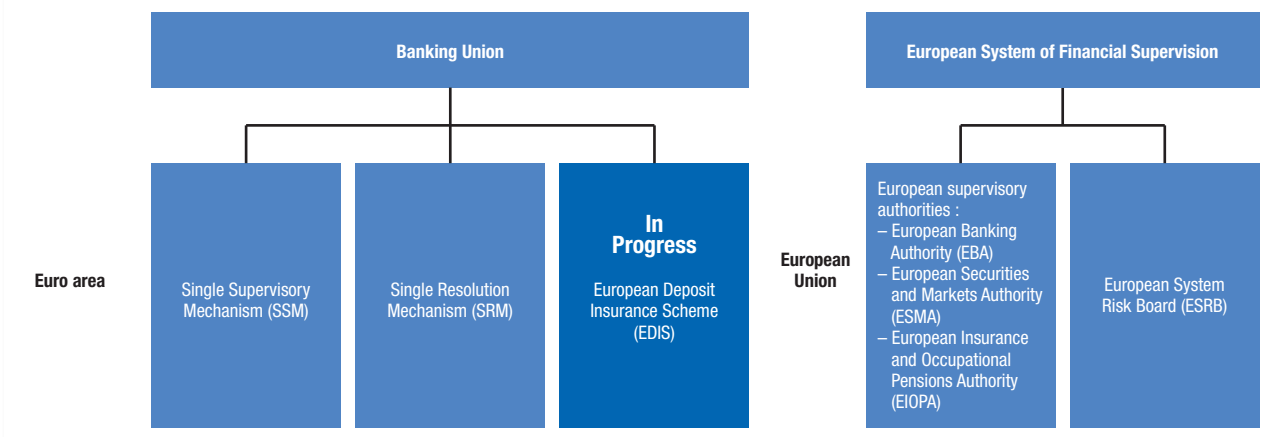 Banking Union
European System of Financial Supervision
Euro area
Single Supervisory
Mechanism (SSM)
Single Resolution
Mechanism (SRM)
In
Progress
European Deposit
Insurance Scheme
(EDIS)
European
Union
European supervisory
authorities :
– European Banking
Authority (EBA)
– European Securities
and Markets Authority
(ESMA)
– European Insurance
and Occupational
Pensions Authority
(EIOPA)
European System
Risk Board (ESRB)